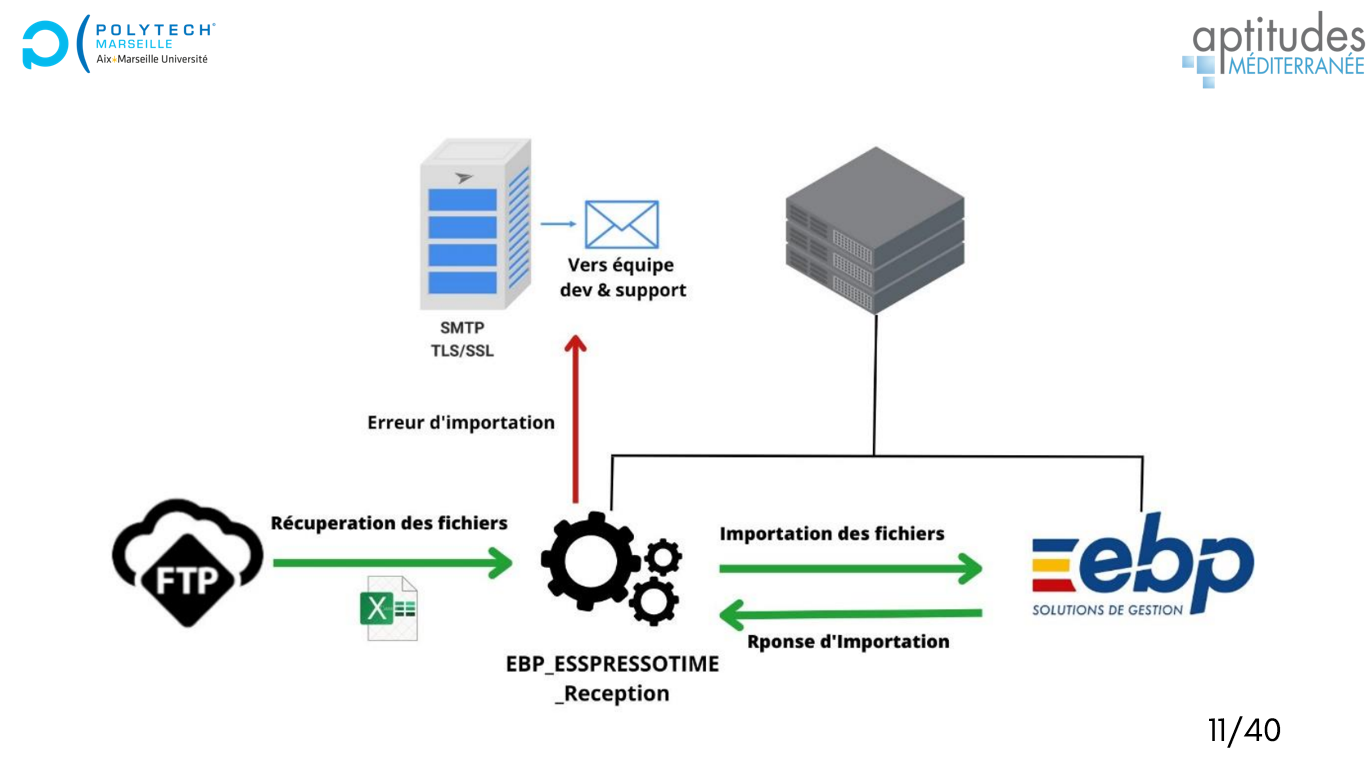 POLYTECH
MARSEILLE
Aix*Marseille Université
aptitudes
MÉDITERRANÉE
Vers équipe
dev & support
SMTP
TLS/SSL
Erreur d'importation
Récuperation des fichiers
Importation des fichiers
FTP
X
ebp
SOLUTIONS DE GESTION
Rponse d'Importation
EBP_ESSPRESSOTIME
_Reception
11/40